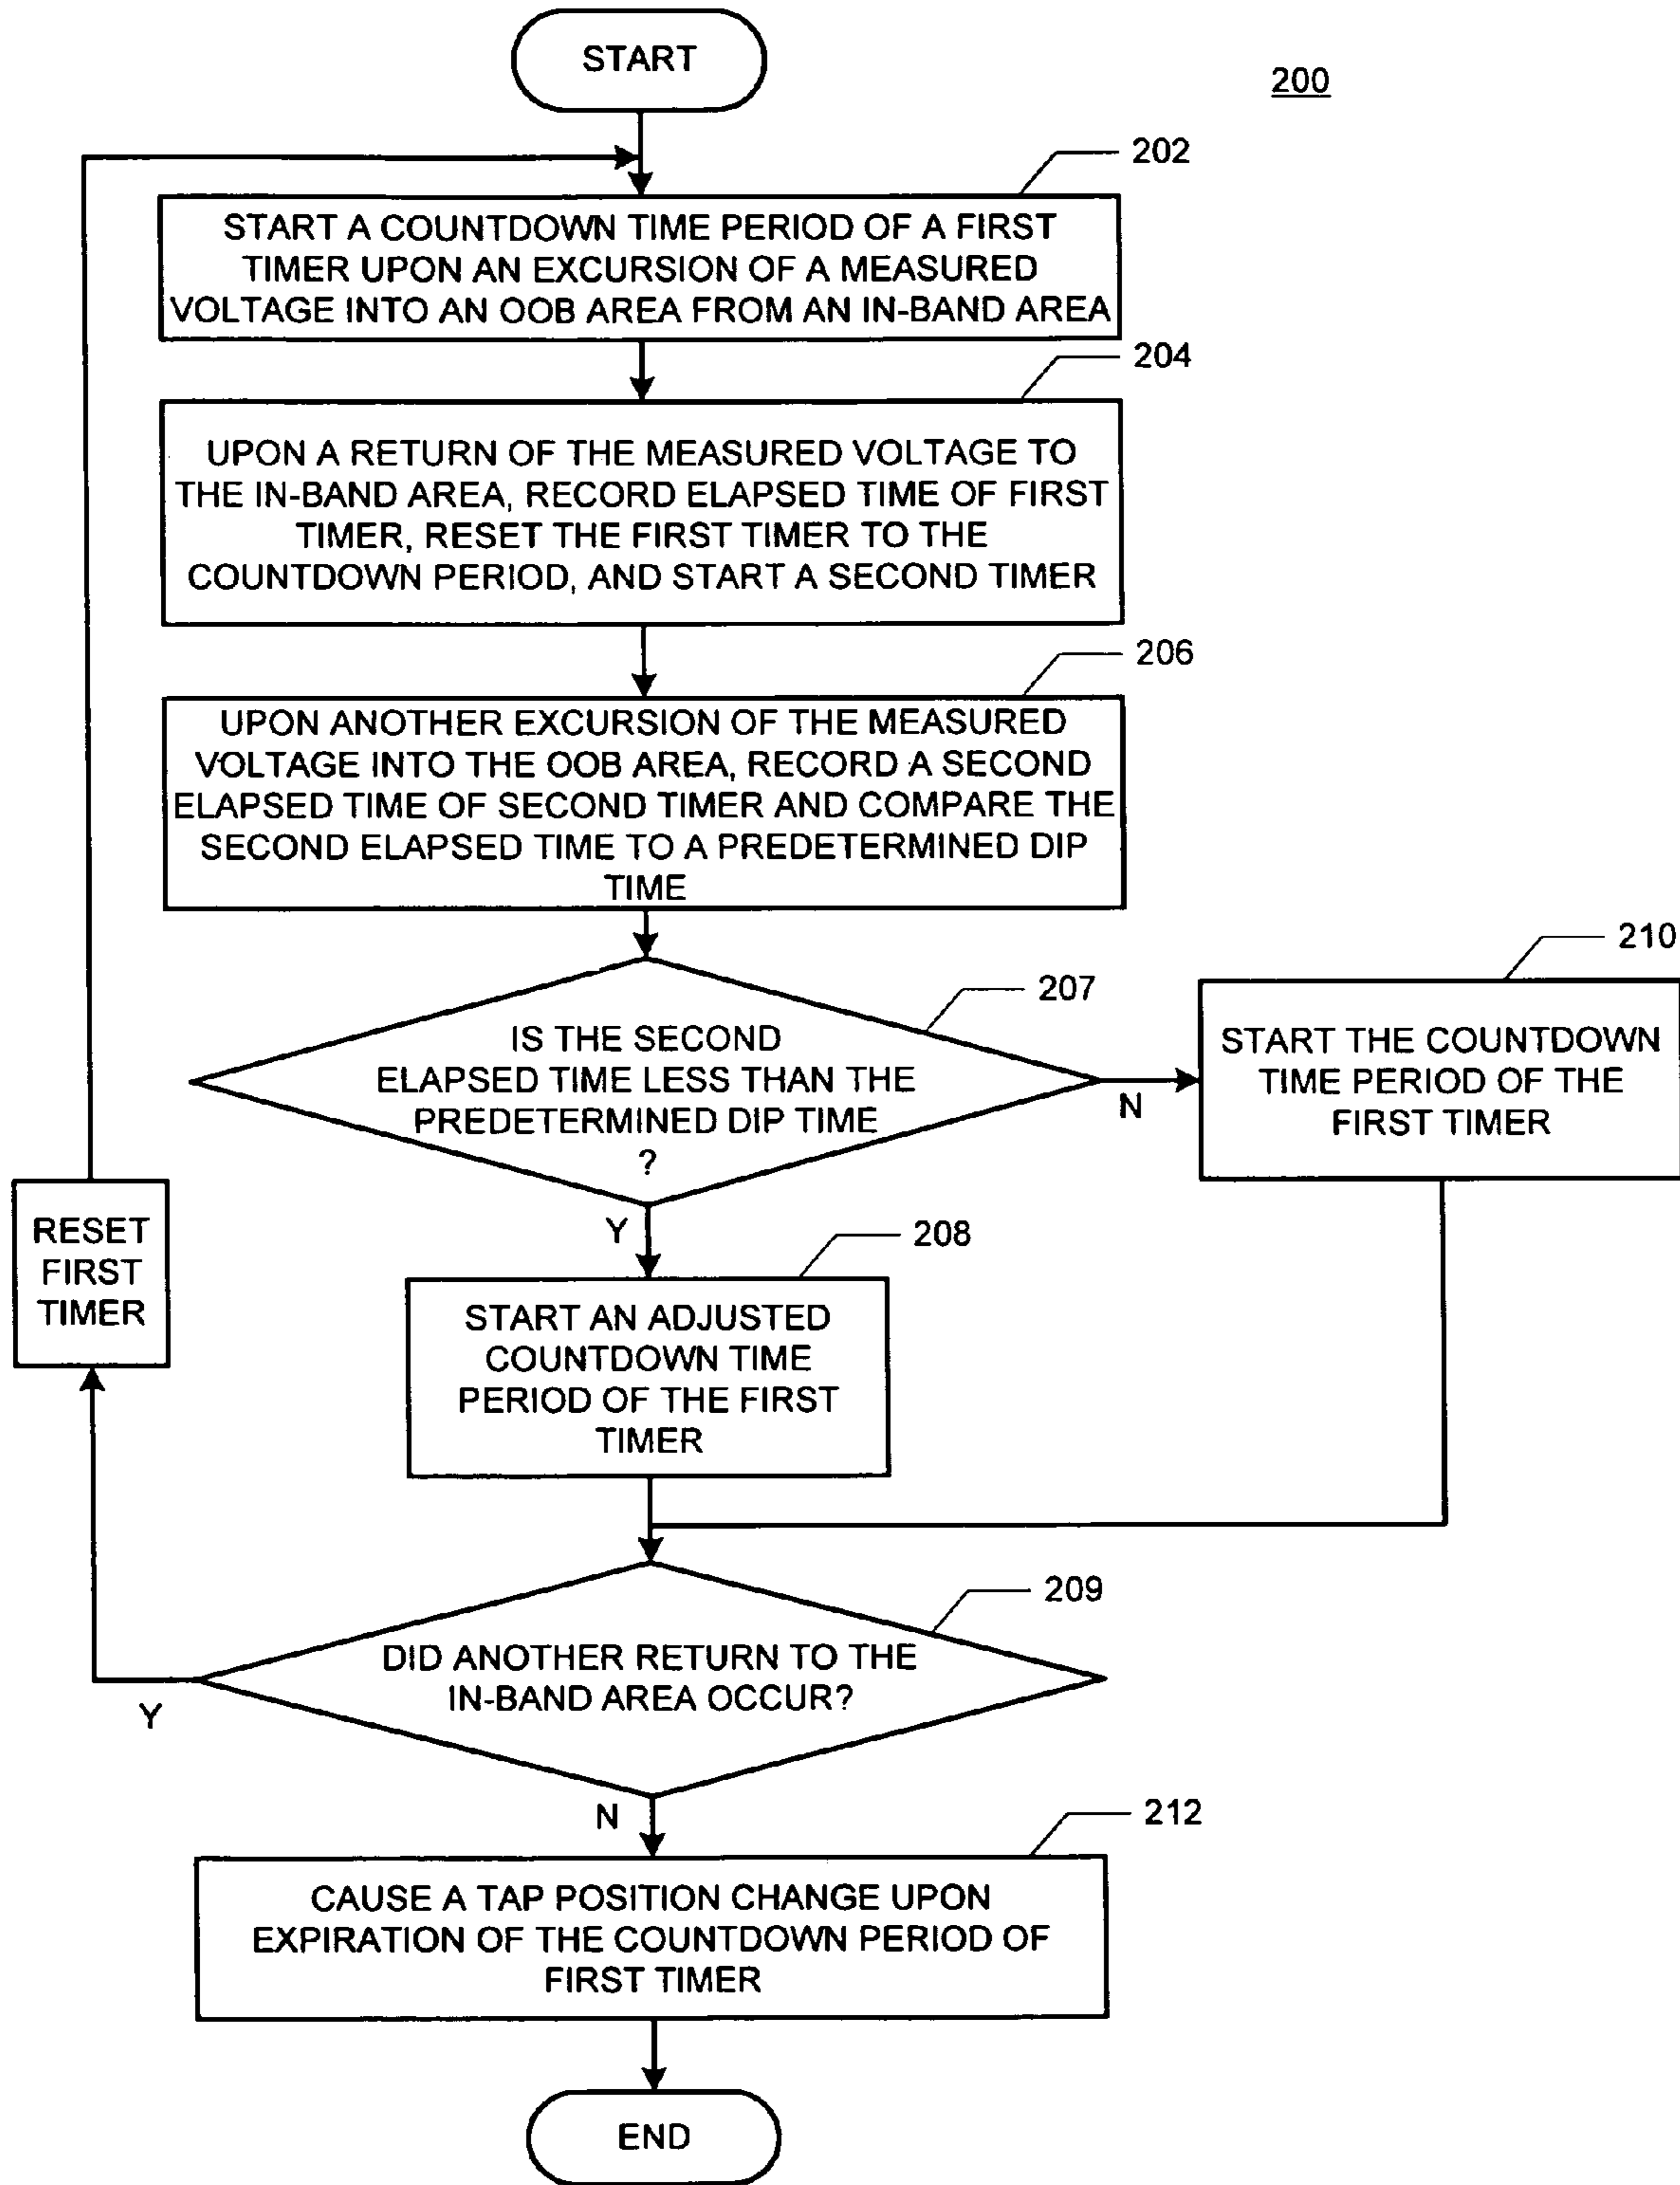 START
200
202
START A COUNTDOWN TIME PERIOD OF A FIRST
TIMER UPON AN EXCURSION OF A MEASURED
VOLTAGE INTO AN OOB AREA FROM AN IN-BAND AREA
204
UPON A RETURN OF THE MEASURED VOLTAGE TO
THE IN-BAND AREA, RECORD ELAPSED TIME OF FIRST
TIMER, RESET THE FIRST TIMER TO THE
COUNTDOWN PERIOD, AND START A SECOND TIMER
206
UPON ANOTHER EXCURSION OF THE MEASURED
VOLTAGE INTO THE OOB AREA, RECORD A SECOND
ELAPSED TIME OF SECOND TIMER AND COMPARE THE
SECOND ELAPSED TIME TO A PREDETERMINED DIP
TIME
207
IS THE SECOND
ELAPSED TIME LESS THAN THE
PREDETERMINED DIP TIME
?
N
210
START THE COUNTDOWN
TIME PERIOD OF THE
FIRST TIMER
Y
208
START AN ADJUSTED
COUNTDOWN TIME
PERIOD OF THE FIRST
TIMER
RESET
FIRST
TIMER
209
DID ANOTHER RETURN TO THE
IN-BAND AREA OCCUR?
Y
N
212
CAUSE A TAP POSITION CHANGE UPON
EXPIRATION OF THE COUNTDOWN PERIOD OF
FIRST TIMER
END